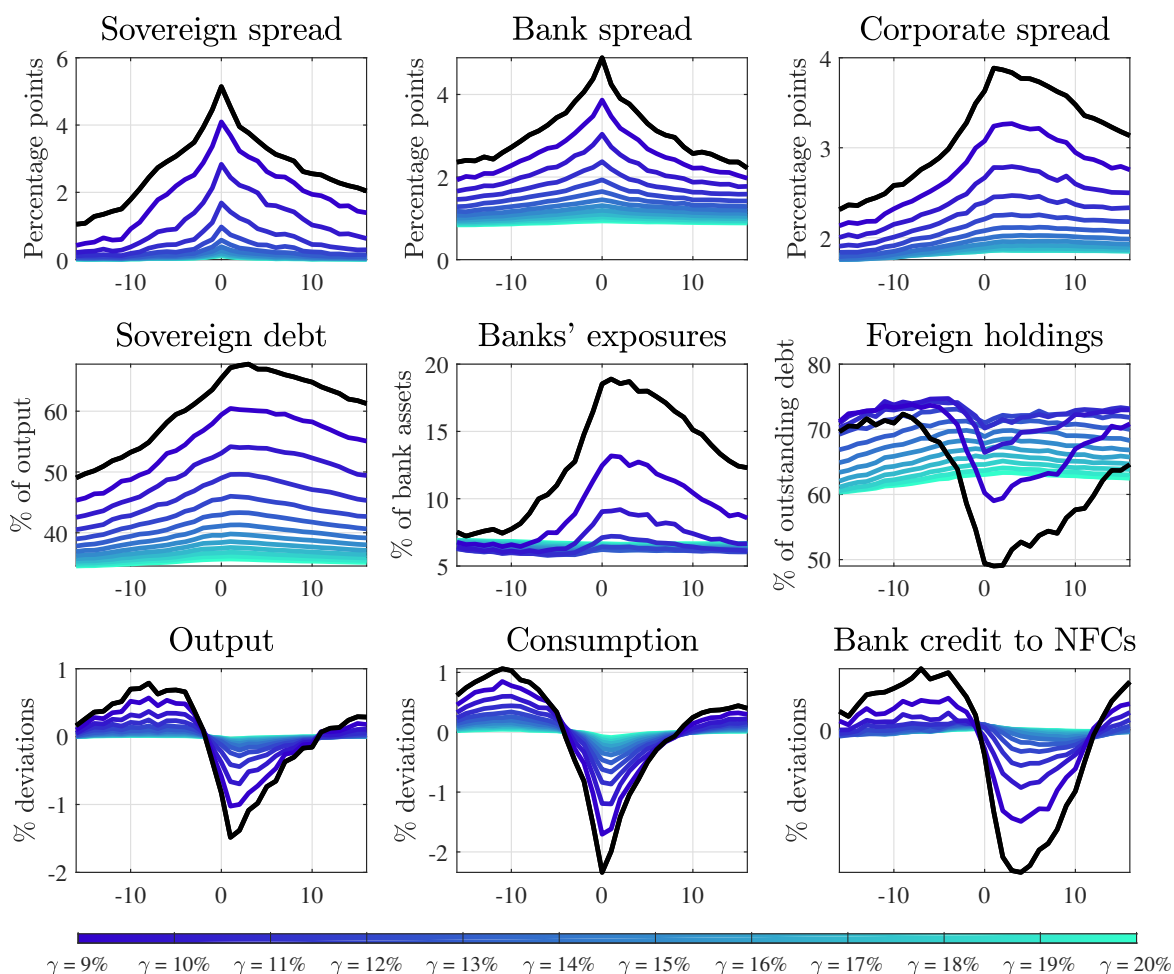 Sovereign spread
Bank spread
Corporate spread
Percentage points
6
4
2
0
-10 0 10
Percentage points
4
2
0
-10 0 10
Percentage points
4
3
2
-10 0 10
Sovereign debt
Banks' exposures
Foreign holdings
% of output
60
50
40
-10 0 10
% of bank assets
20
15
10
5
-10 0 10
% of outstanding debt
80
70
60
50
-10 0 10
Output
Consumption
Bank credit to NFCs
% deviations
1
0
-1
-2
-10 0 10
% deviations
1
0
-1
-2
-10 0 10
% deviations
0
-10 0 10
γ = 9% γ = 10% γ = 11% γ = 12% γ = 13% γ = 14% γ = 15% γ = 16% γ = 17% γ = 18% γ = 19% γ = 20%